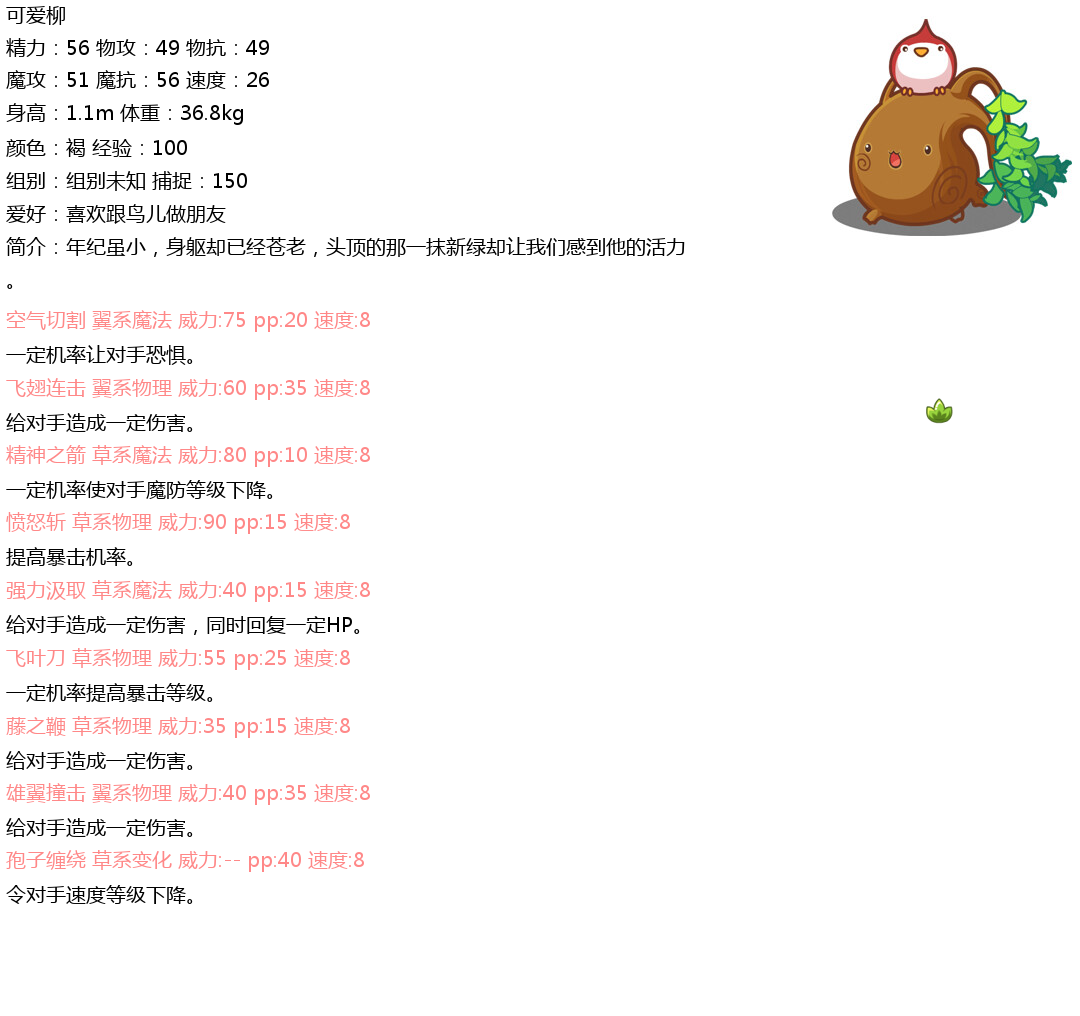 可爱柳
精力：56 物攻：49 物抗：49
魔攻：51 魔抗：56 速度：26
身高：1.1m 体重：36.8kg
颜色：褐 经验：100
组别：组别未知 捕捉：150
爱好：喜欢跟鸟儿做朋友
简介：年纪虽小，身躯却已经苍老，头顶的那一抹新绿却让我们感到他的活力
。
空气切割 翼系魔法 威力:75 pp:20 速度:8
一定机率让对手恐惧。
飞翅连击 翼系物理 威力:60 pp:35 速度:8
给对手造成一定伤害。
精神之箭 草系魔法 威力:80 pp:10 速度:8
一定机率使对手魔防等级下降。
愤怒斩 草系物理 威力:90 pp:15 速度:8
提高暴击机率。
强力汲取 草系魔法 威力:40 pp:15 速度:8
给对手造成一定伤害，同时回复一定HP。
飞叶刀 草系物理 威力:55 pp:25 速度:8
一定机率提高暴击等级。
藤之鞭 草系物理 威力:35 pp:15 速度:8
给对手造成一定伤害。
雄翼撞击 翼系物理 威力:40 pp:35 速度:8
给对手造成一定伤害。
孢子缠绕 草系变化 威力:-- pp:40 速度:8
令对手速度等级下降。